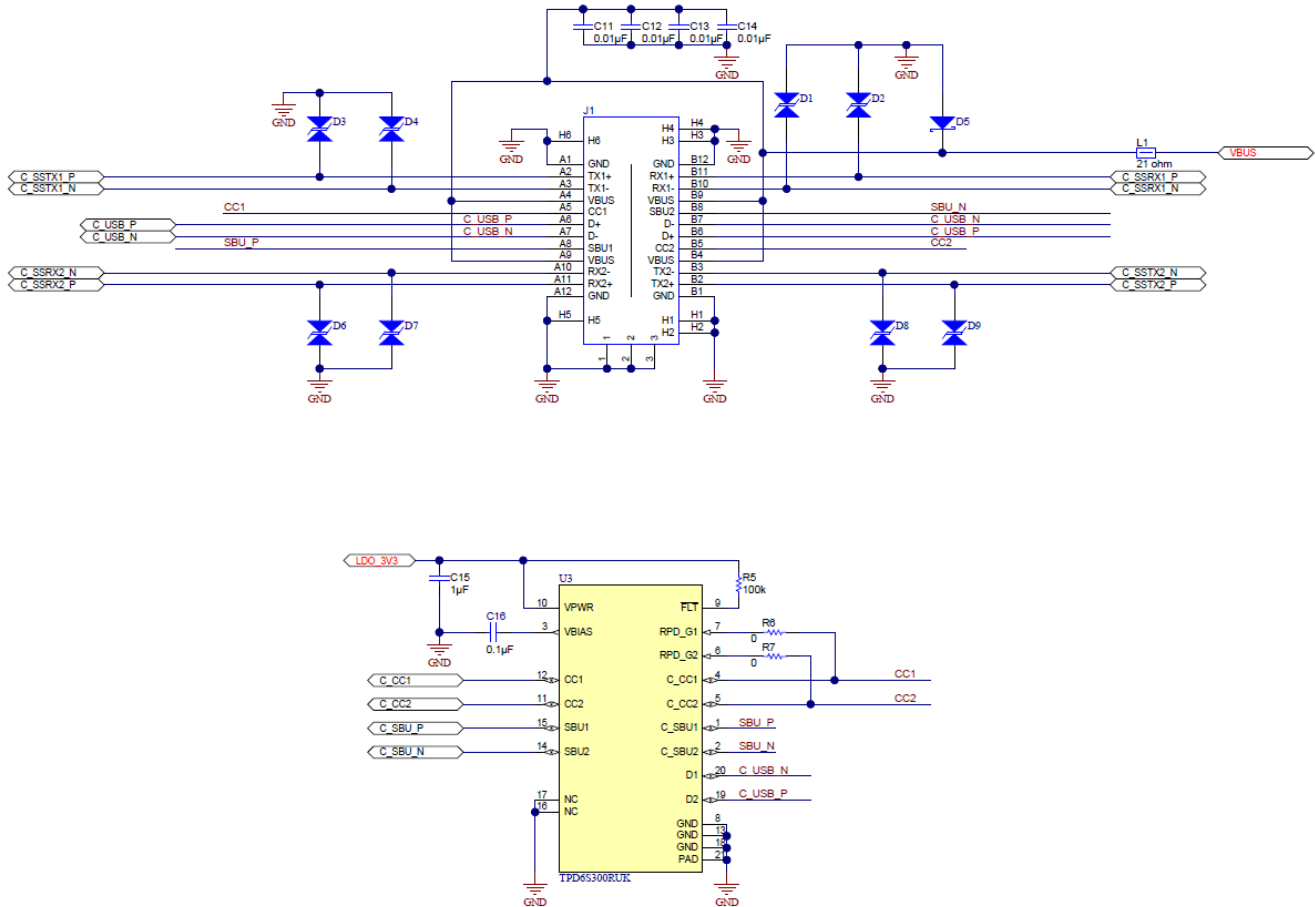 C11 C12 C13 C14
0.01µF 0.01µF 0.01µF 0.01µF
GND
GND
D1 D2
GND
D3 D4
J1
D5
H6 H6 H4 H4
H3 H3
GND GND
L1
VBUS
21 ohm
A1 GND GND B12
C_SSTX1_P A2 TX1+ RX1+ B11 C_SSRX1_P
C_SSTX1_N A3 TX1- RX1- B10 C_SSRX1_N
A4 VBUS VBUS B9
CC1 A5 CC1 SBU2 B8 SBU_N
C_USB_P C_USB_P A6 D+ D- B7 C_USB_N
C_USB_N C_USB_N A7 D- D+ B6 C_USB_P
SBU_P A8 SBU1 CC2 B5 CC2
A9 VBUS VBUS B4
C_SSRX2_N A10 RX2- TX2- B3 C_SSTX2_N
C_SSRX2_P A11 RX2+ TX2+ B2 C_SSTX2_P
A12 GND GND B1
H5 H5 H1 H1
H2 H2
D6 D7 D8 D9
1 2 3
1 2 3
GND GND GND GND
LDO_3V3
C15
1µF
U3
R5
100k
10 VPWR FLT 9
C16
0.1µF
3 VBIAS RPD_G1 7 R6
0
GND
RPD_G2 6 R7
0
C_CC1 12 CC1 C_CC1 4 CC1
C_CC2 11 CC2 C_CC2 5 CC2
C_SBU_P 15 SBU1 C_SBU1 1 SBU_P
C_SBU_N 14 SBU2 C_SBU2 2 SBU_N
D1 20 C_USB_N
17 NC D2 19 C_USB_P
16 NC
GND 8
GND 13
GND 18
PAD 21
TPD6S300RUK
GND GND